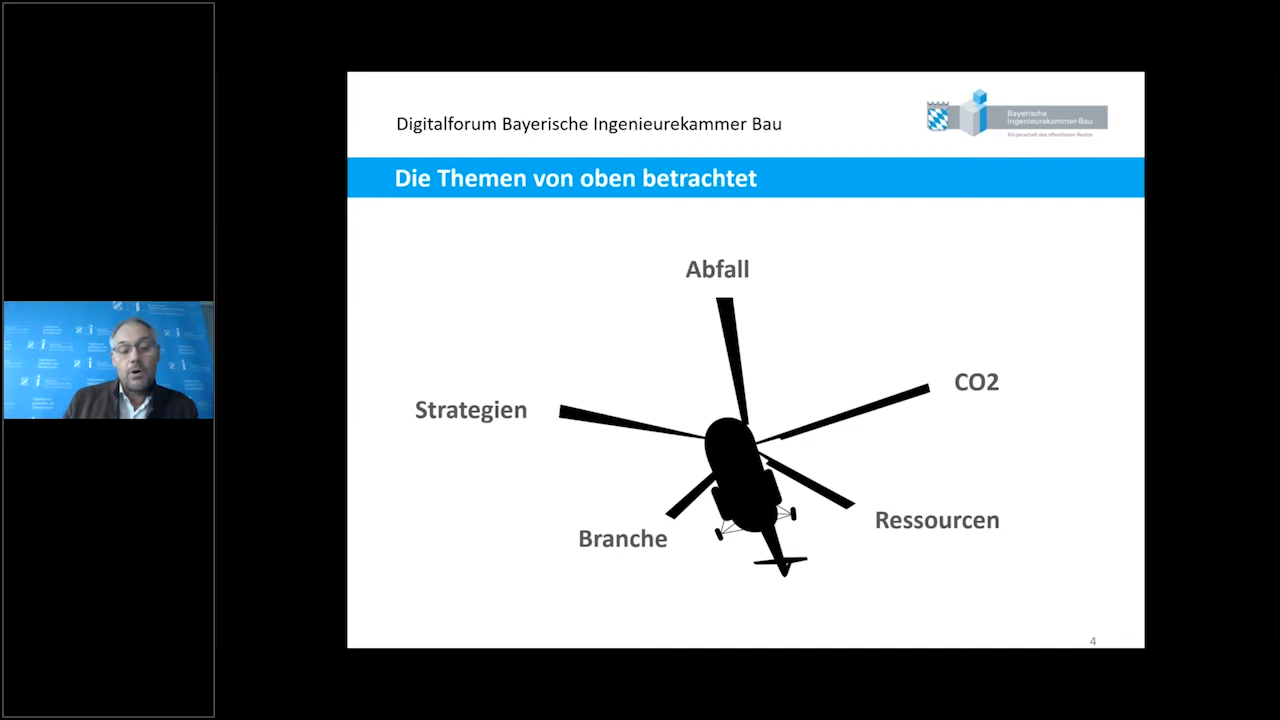 Digitalforum Bayerische Ingenieurekammer Bau
Bayerische
Ingenieurekammer-Bau
Körperschaft des öffentlichen Rechts
Die Themen von oben betrachtet
Abfall
CO2
Strategien
Ressourcen
Branche
4